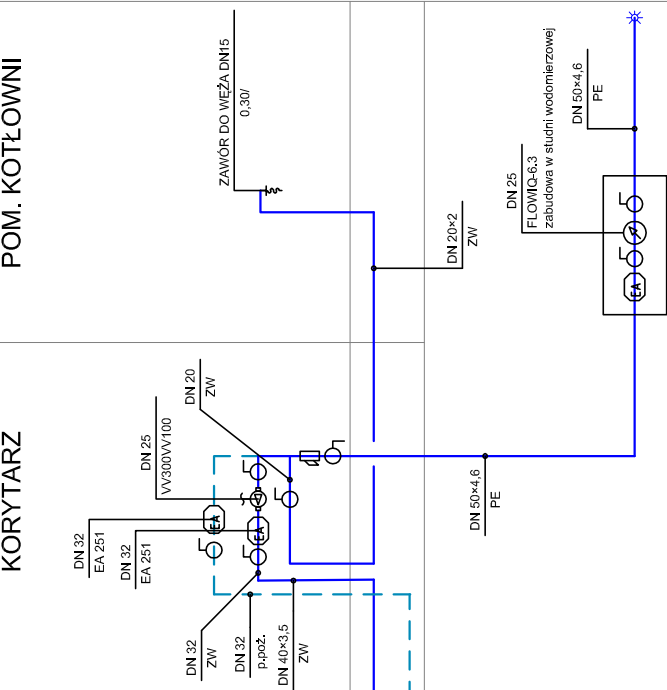 POM. KOTŁOWNI
ZAWÓR DO WĘŻA DN15
0,30/
DN 50×4,6
PE
DN 25
FLOWIQ-6.3
zabudowa w studni wodomierzowej
DN 20×2
ZW
EA
KORYTARZ
DN 20
ZW
DN 25
VV300VV100
DN 32
EA 251
DN 32
EA 251
EA
EA
DN 50×4,6
PE
DN 32
ZW
DN 32
p.poż.
DN 40×3,5
ZW